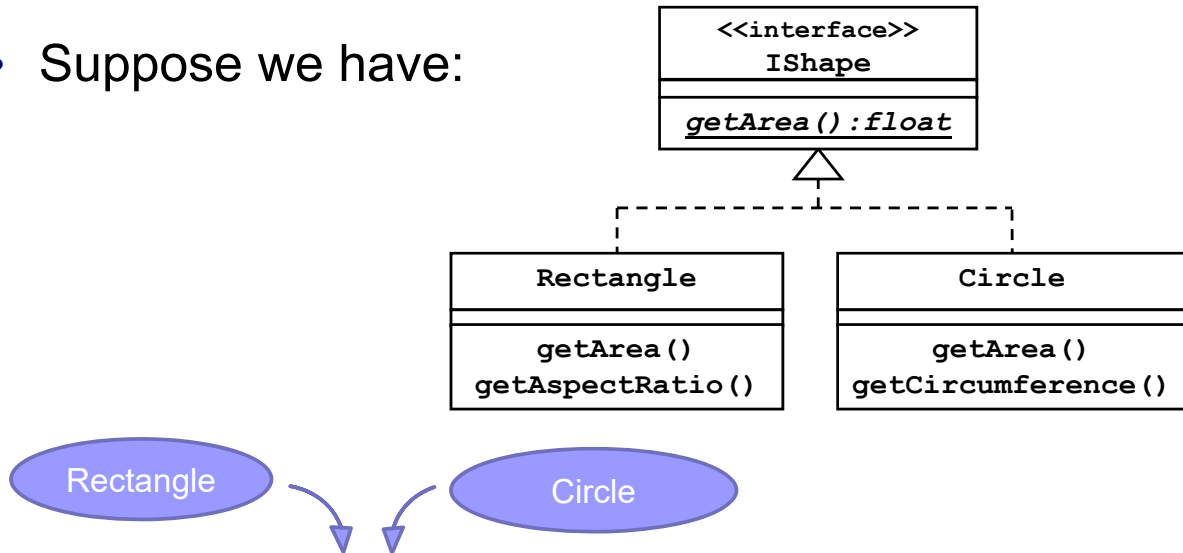 • Suppose we have:
<<interface>>
IShape
getArea():float
Rectangle
getArea()
getAspectRatio()
Circle
getArea()
getCircumference()
Rectangle
Circle